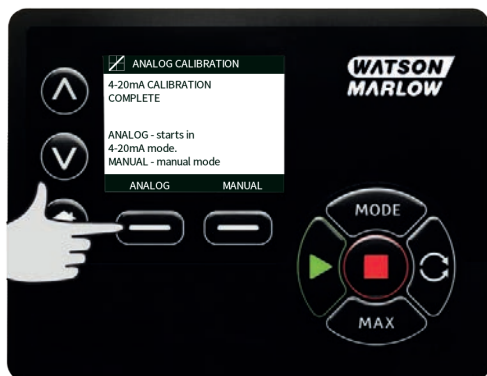 ANALOG CALIBRATION
4-20mA CALIBRATION
COMPLETE
ANALOG - starts in
4-20mA mode.
MANUAL - manual mode
ANALOG MANUAL
WATSON
MARLOW
MODE
MAX